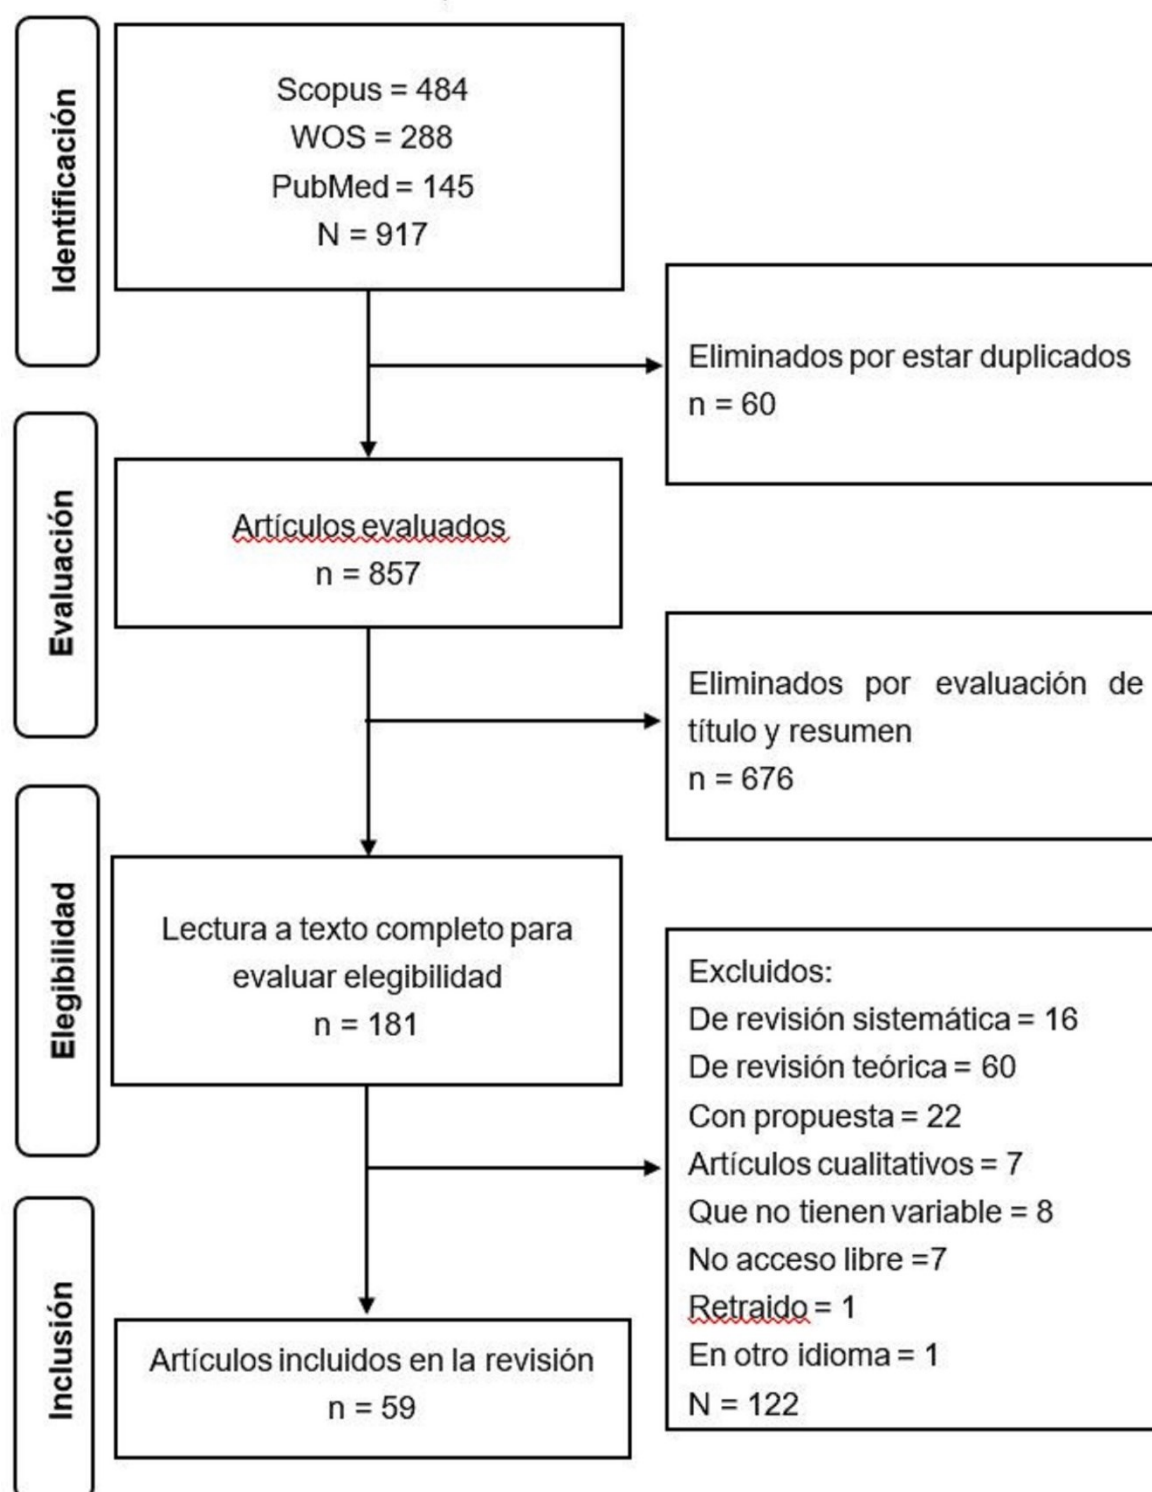 Identificación
Scopus = 484
WOS = 288
PubMed = 145
N = 917
Eliminados por estar duplicados
n = 60
Evaluación
Artículos evaluados
n = 857
Eliminados por evaluación de
título y resumen
n = 676
Elegibilidad
Lectura a texto completo para
evaluar elegibilidad
n = 181
Excluidos:
De revisión sistemática = 16
De revisión teórica = 60
Con propuesta = 22
Artículos cualitativos = 7
Que no tienen variable = 8
No acceso libre =7
Retraido = 1
En otro idioma = 1
N = 122
Inclusión
Artículos incluidos en la revisión
n = 59